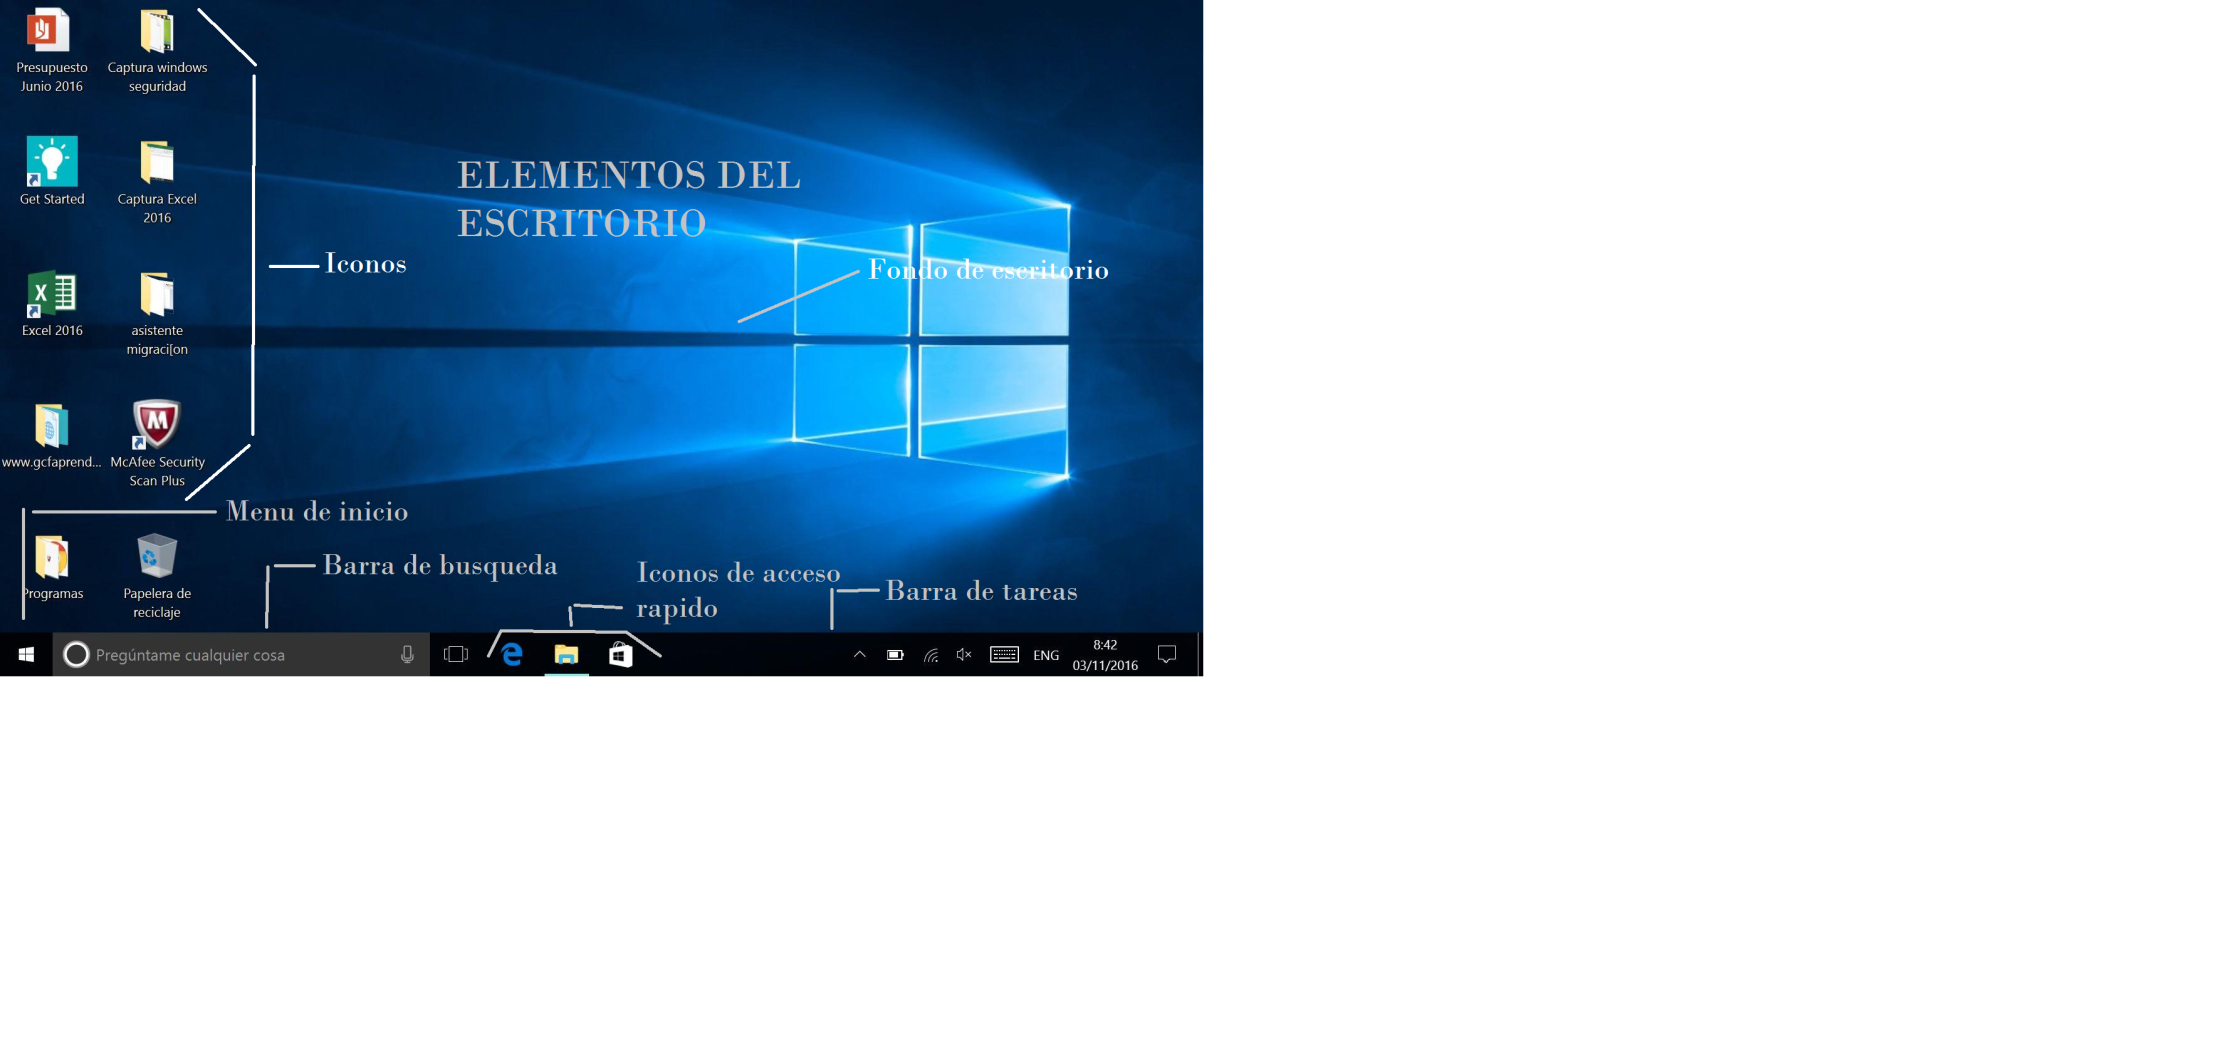 Presupuesto
Junio 2016
Captura windows
seguridad
Get Started
Captura Excel
2016
ELEMENTOS DEL
ESCRITORIO
Iconos
Fondo de escritorio
Excel 2016
asistente
migraci[on
www.gcfaprend...
McAfee Security
Scan Plus
Menu de inicio
Programas
Papelera de
reciclaje
Barra de busqueda
Iconos de acceso
rapido
Barra de tareas
Pregúntame cualquier cosa
ENG
8:42
03/11/2016